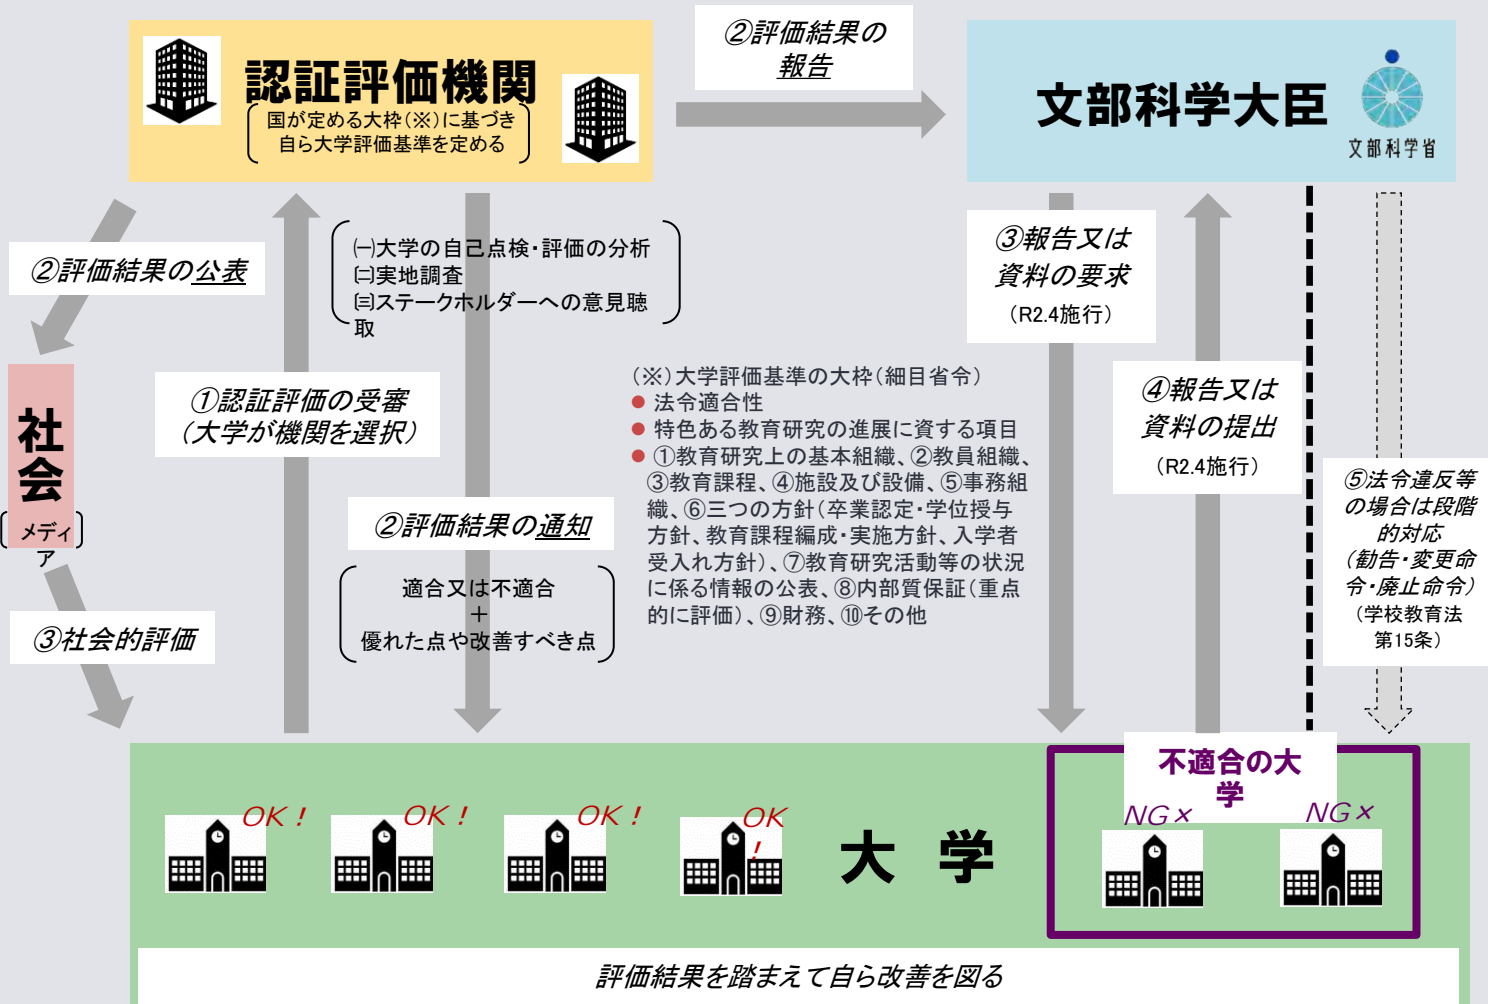 認証評価機関
国が定める大枠(※)に基づき
自ら大学評価基準を定める
②評価結果の
報告
文部科学大臣
文部科学省
②評価結果の公表
㈠大学の自己点検・評価の分析
㈡実地調査
㈢ステークホルダーへの意見聴
取
③報告又は
資料の要求
(R2.4施行)
社会
メディ
ア
①認証評価の受審
(大学が機関を選択)
(※)大学評価基準の大枠(細目省令)
● 法令適合性
● 特色ある教育研究の進展に資する項目
● ①教育研究上の基本組織、②教員組織、
③教育課程、④施設及び設備、⑤事務組
織、⑥三つの方針(卒業認定・学位授与
方針、教育課程編成・実施方針、入学者
受入れ方針)、⑦教育研究活動等の状況
に係る情報の公表、⑧内部質保証(重点
的に評価)、⑨財務、⑩その他
④報告又は
資料の提出
(R2.4施行)
⑤法令違反等
の場合は段階
的対応
(勧告・変更命
令・廃止命令)
(学校教育法
第15条)
②評価結果の通知
適合又は不適合
+
優れた点や改善すべき点
③社会的評価
不適合の大
学
OK!
OK!
OK!
OK
!
大 学
NG×
NG×
評価結果を踏まえて自ら改善を図る